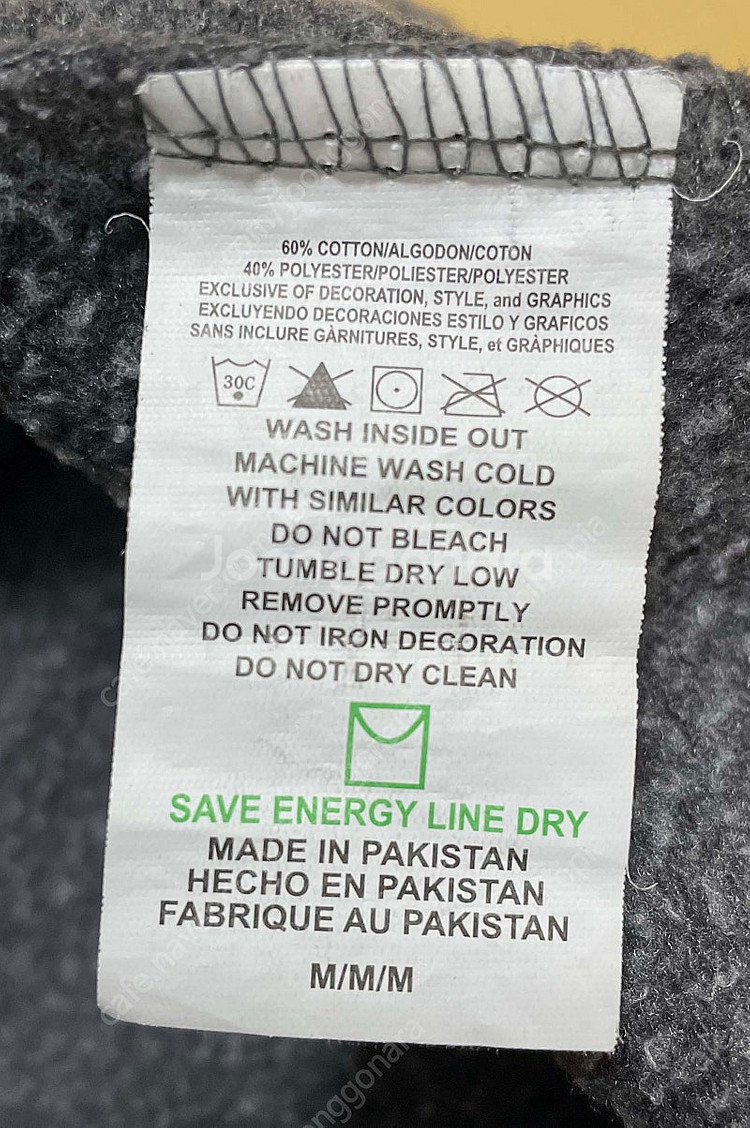 60% COTTON/ALGODON/COTON
40% POLYESTER/POLIESTER/POLYESTER
EXCLUSIVE OF DECORATION, STYLE, and GRAPHICS
EXCLUYENDO DECORACIONES ESTILO Y GRAFICOS
SANS INCLURE GÀRNITURES, STYLE, et GRÀPHIQUES
30C
WASH INSIDE OUT
MACHINE WASH COLD
WITH SIMILAR COLORS
DO NOT BLEACH
TUMBLE DRY LOW
REMOVE PROMPTLY
DO NOT IRON DECORATION
DO NOT DRY CLEAN
SAVE ENERGY LINE DRY
MADE IN PAKISTAN
HECHO EN PAKISTAN
FABRIQUE AU PAKISTAN
M/M/M